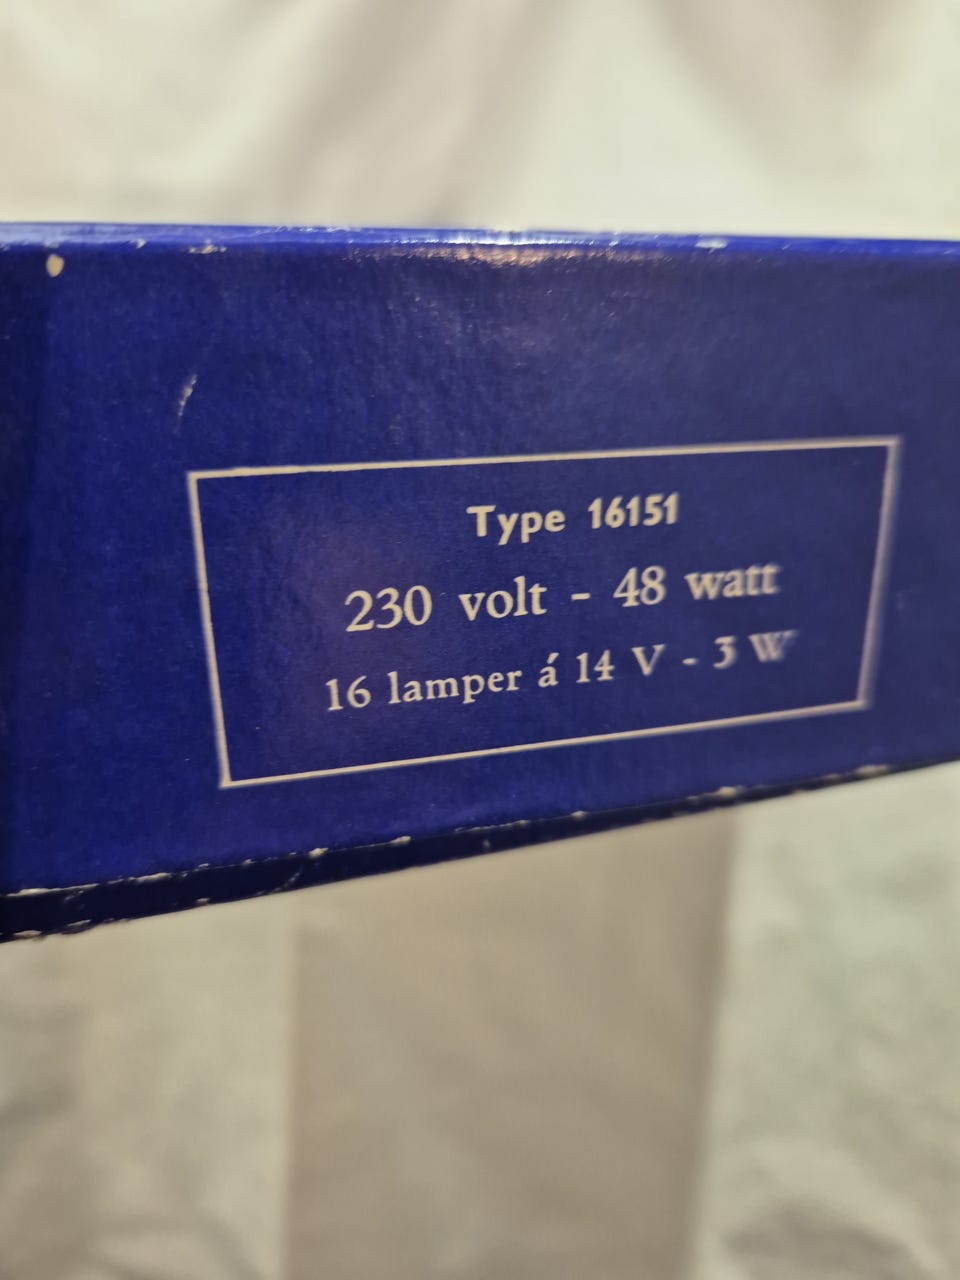 Type 16151
230 volt - 48 watt
16 lamper á 14 V - 3 W